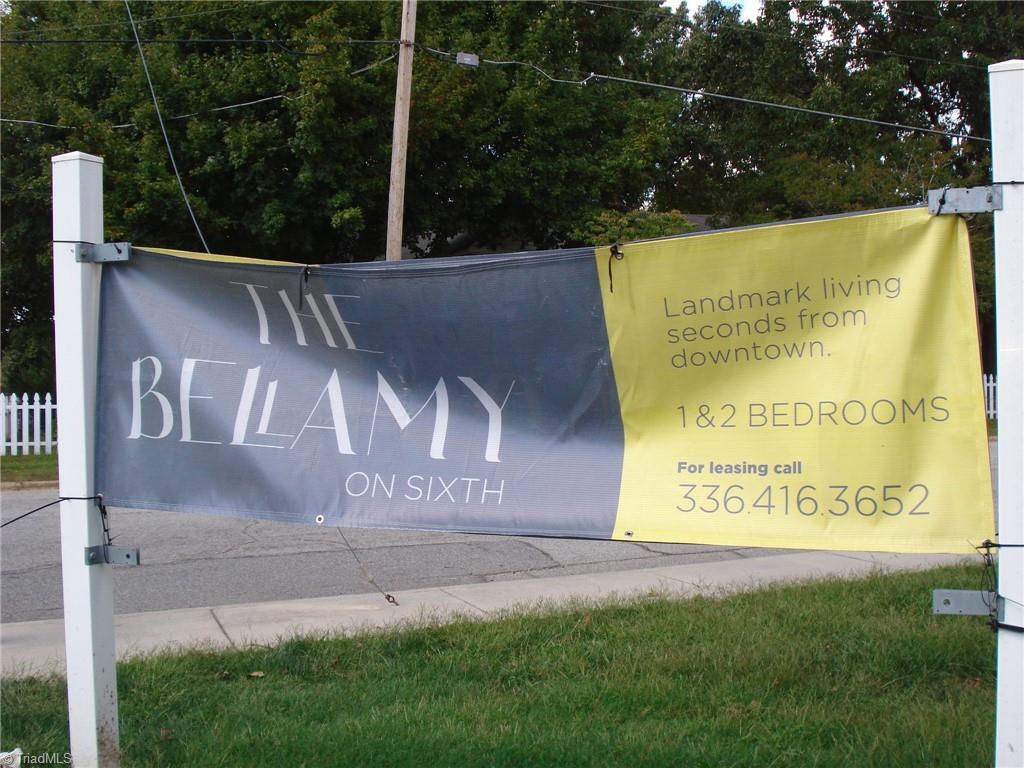 THE
BELLAMY
ON SIXTH
Landmark living
seconds from
downtown.
1 & 2 BEDROOMS
For leasing call
336.416.3652
© TriadMLS